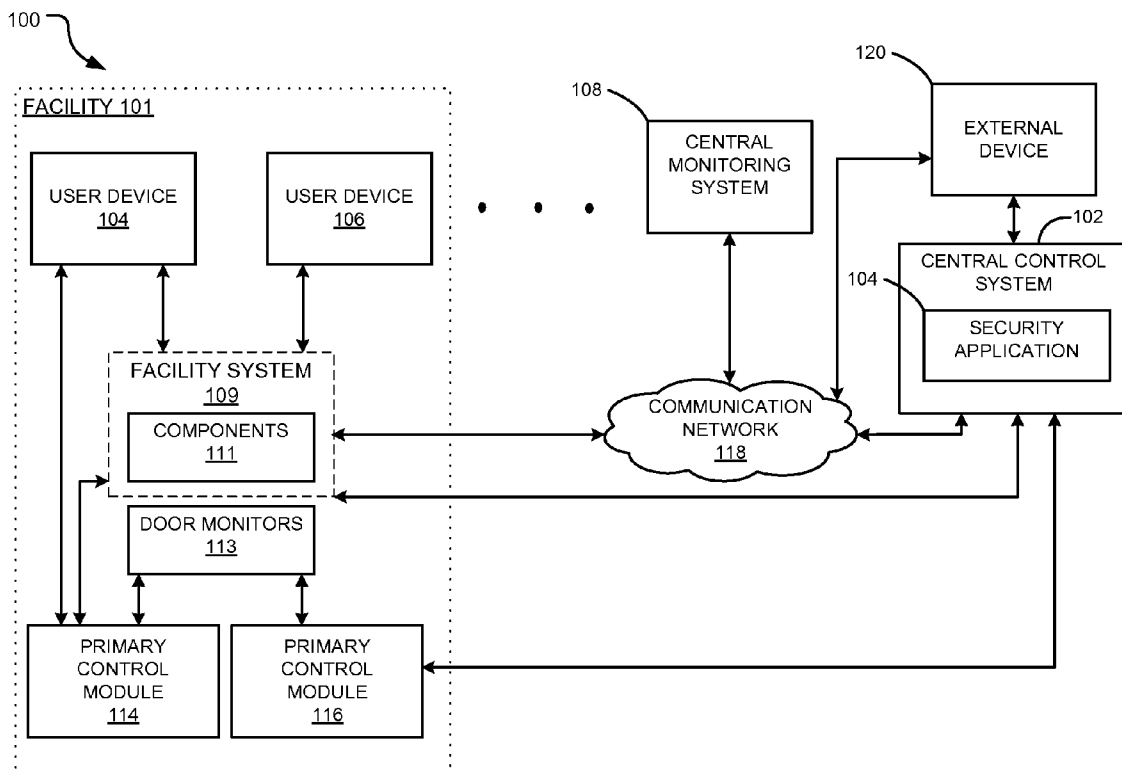 100
FACILITY 101
USER DEVICE
104
USER DEVICE
106
108
CENTRAL
MONITORING
SYSTEM
120
EXTERNAL
DEVICE
102
CENTRAL CONTROL
SYSTEM
104
SECURITY
APPLICATION
FACILITY SYSTEM
109
COMPONENTS
111
COMMUNICATION
NETWORK
118
DOOR MONITORS
113
PRIMARY
CONTROL
MODULE
114
PRIMARY
CONTROL
MODULE
116